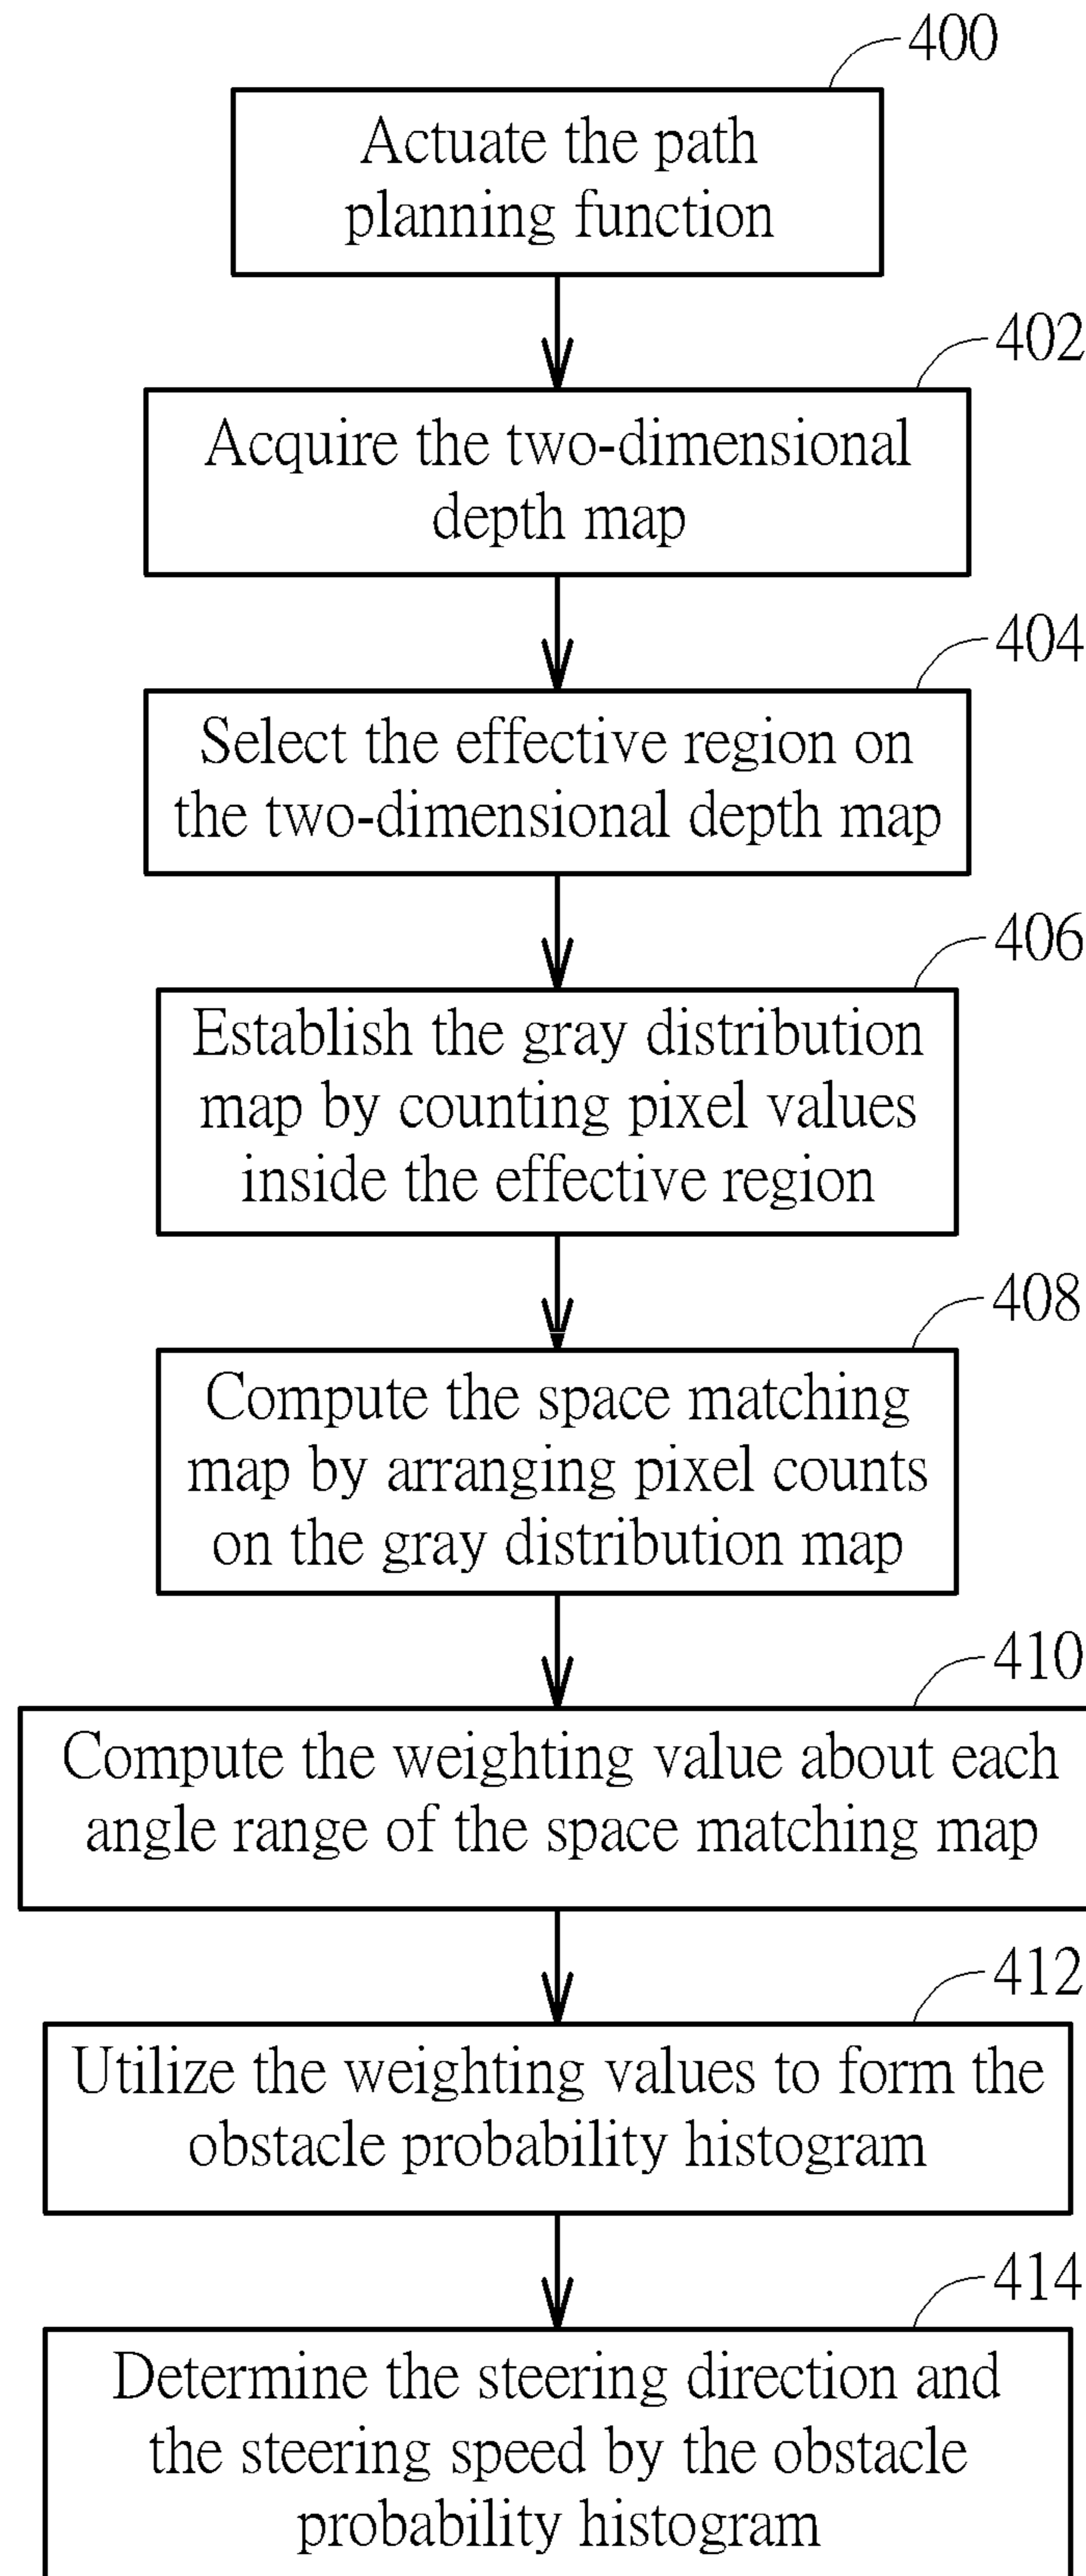 400
Actuate the path
planning function
402
Acquire the two-dimensional
depth map
404
Select the effective region on
the two-dimensional depth map
406
Establish the gray distribution
map by counting pixel values
inside the effective region
408
Compute the space matching
map by arranging pixel counts
on the gray distribution map
410
Compute the weighting value about each
angle range of the space matching map
412
Utilize the weighting values to form the
obstacle probability histogram
414
Determine the steering direction and
the steering speed by the obstacle
probability histogram